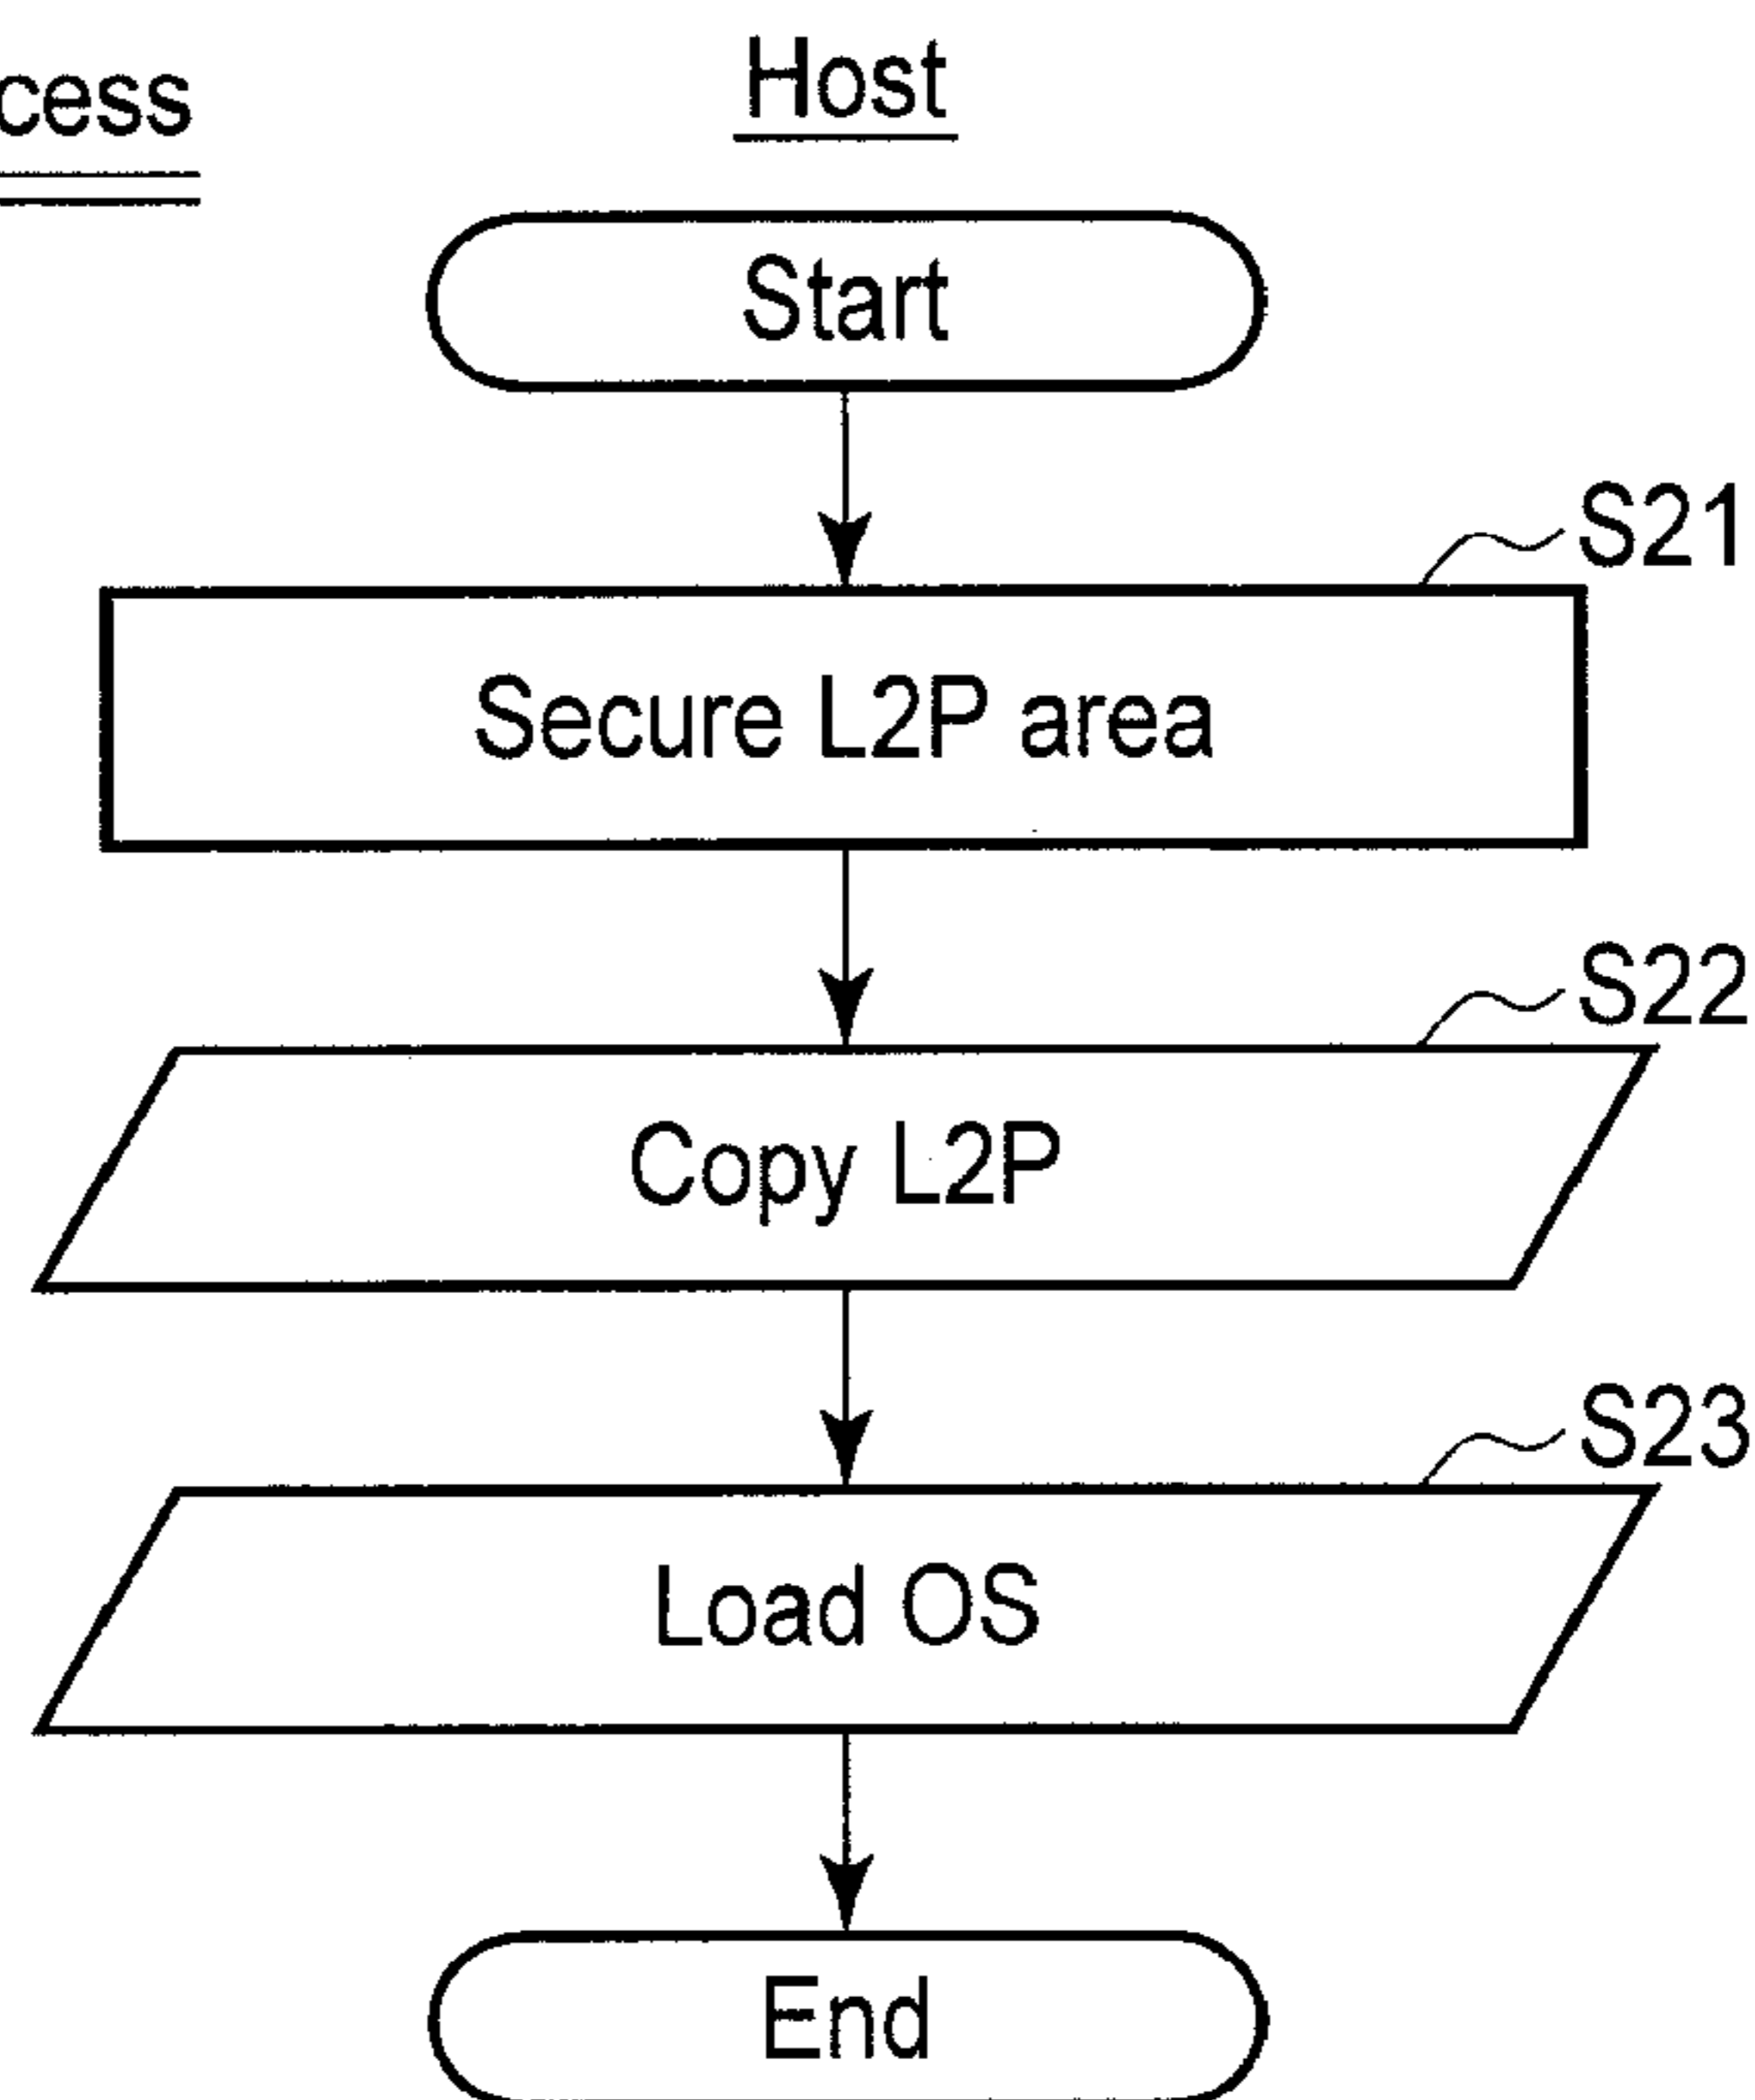 cess
Host
Start
S21
Secure L2P area
S22
Copy L2P
S23
Load OS
End